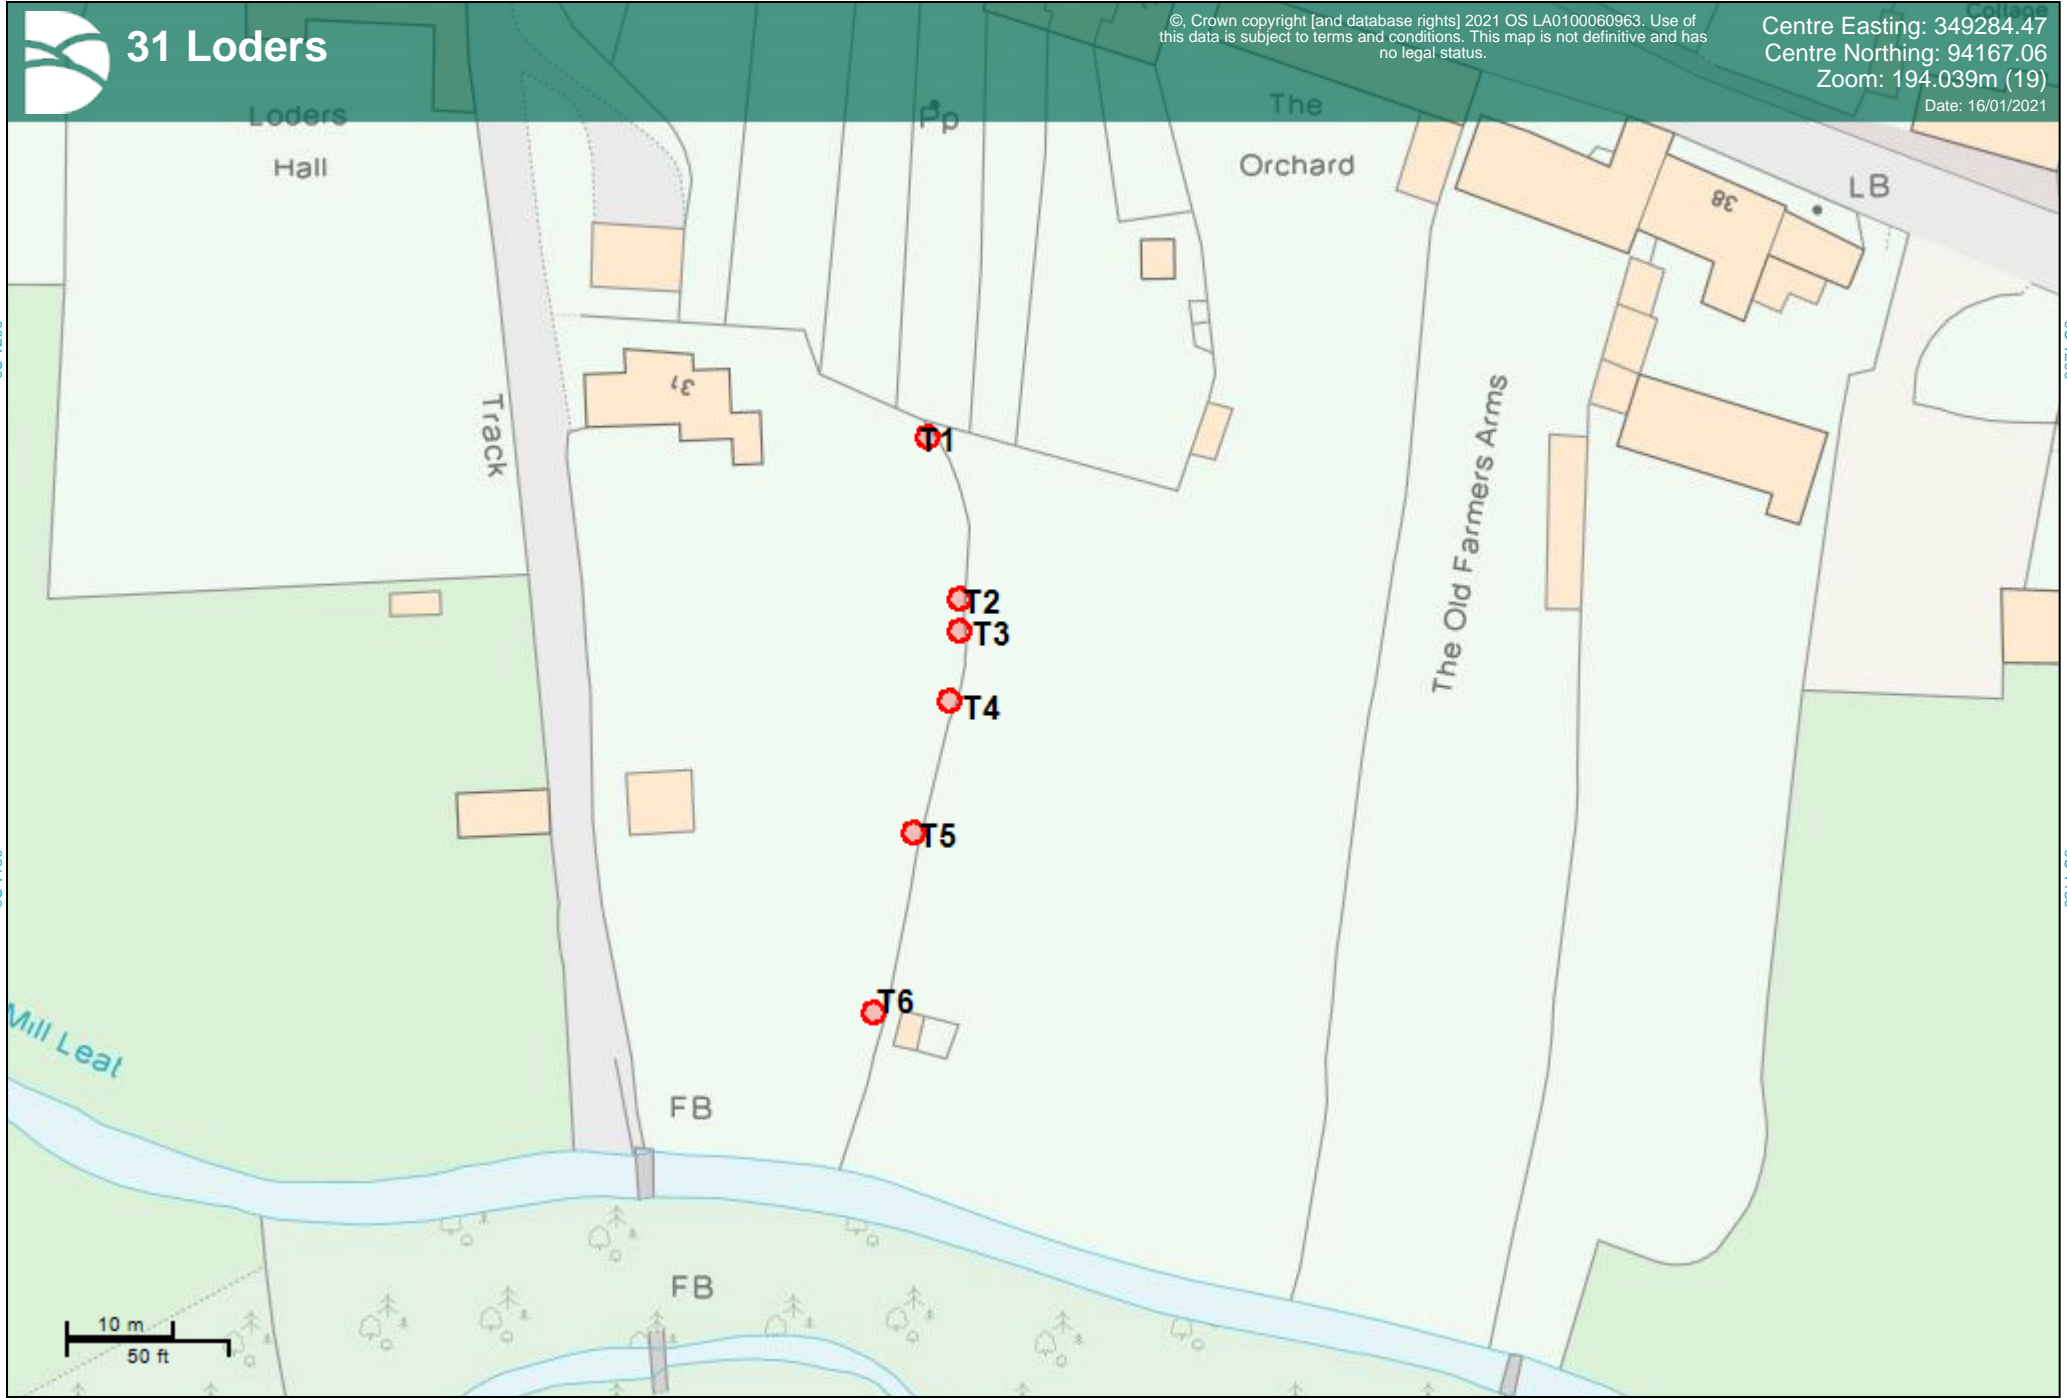 31 Loders
©, Crown copyright [and database rights] 2021 OS LA0100060963. Use of
this data is subject to terms and conditions. This map is not definitive and has
no legal status.
Centre Easting: 349284.47
Centre Northing: 94167.06
Zoom: 194.039m (19)
Date: 16/01/2021
Loders
Hall
Pp
The
Orchard
LB
38
31
Track
The Old Farmers Arms
T1
T2
T3
T4
T5
T6
Mill Leat
FB
FB
10 m
50 ft